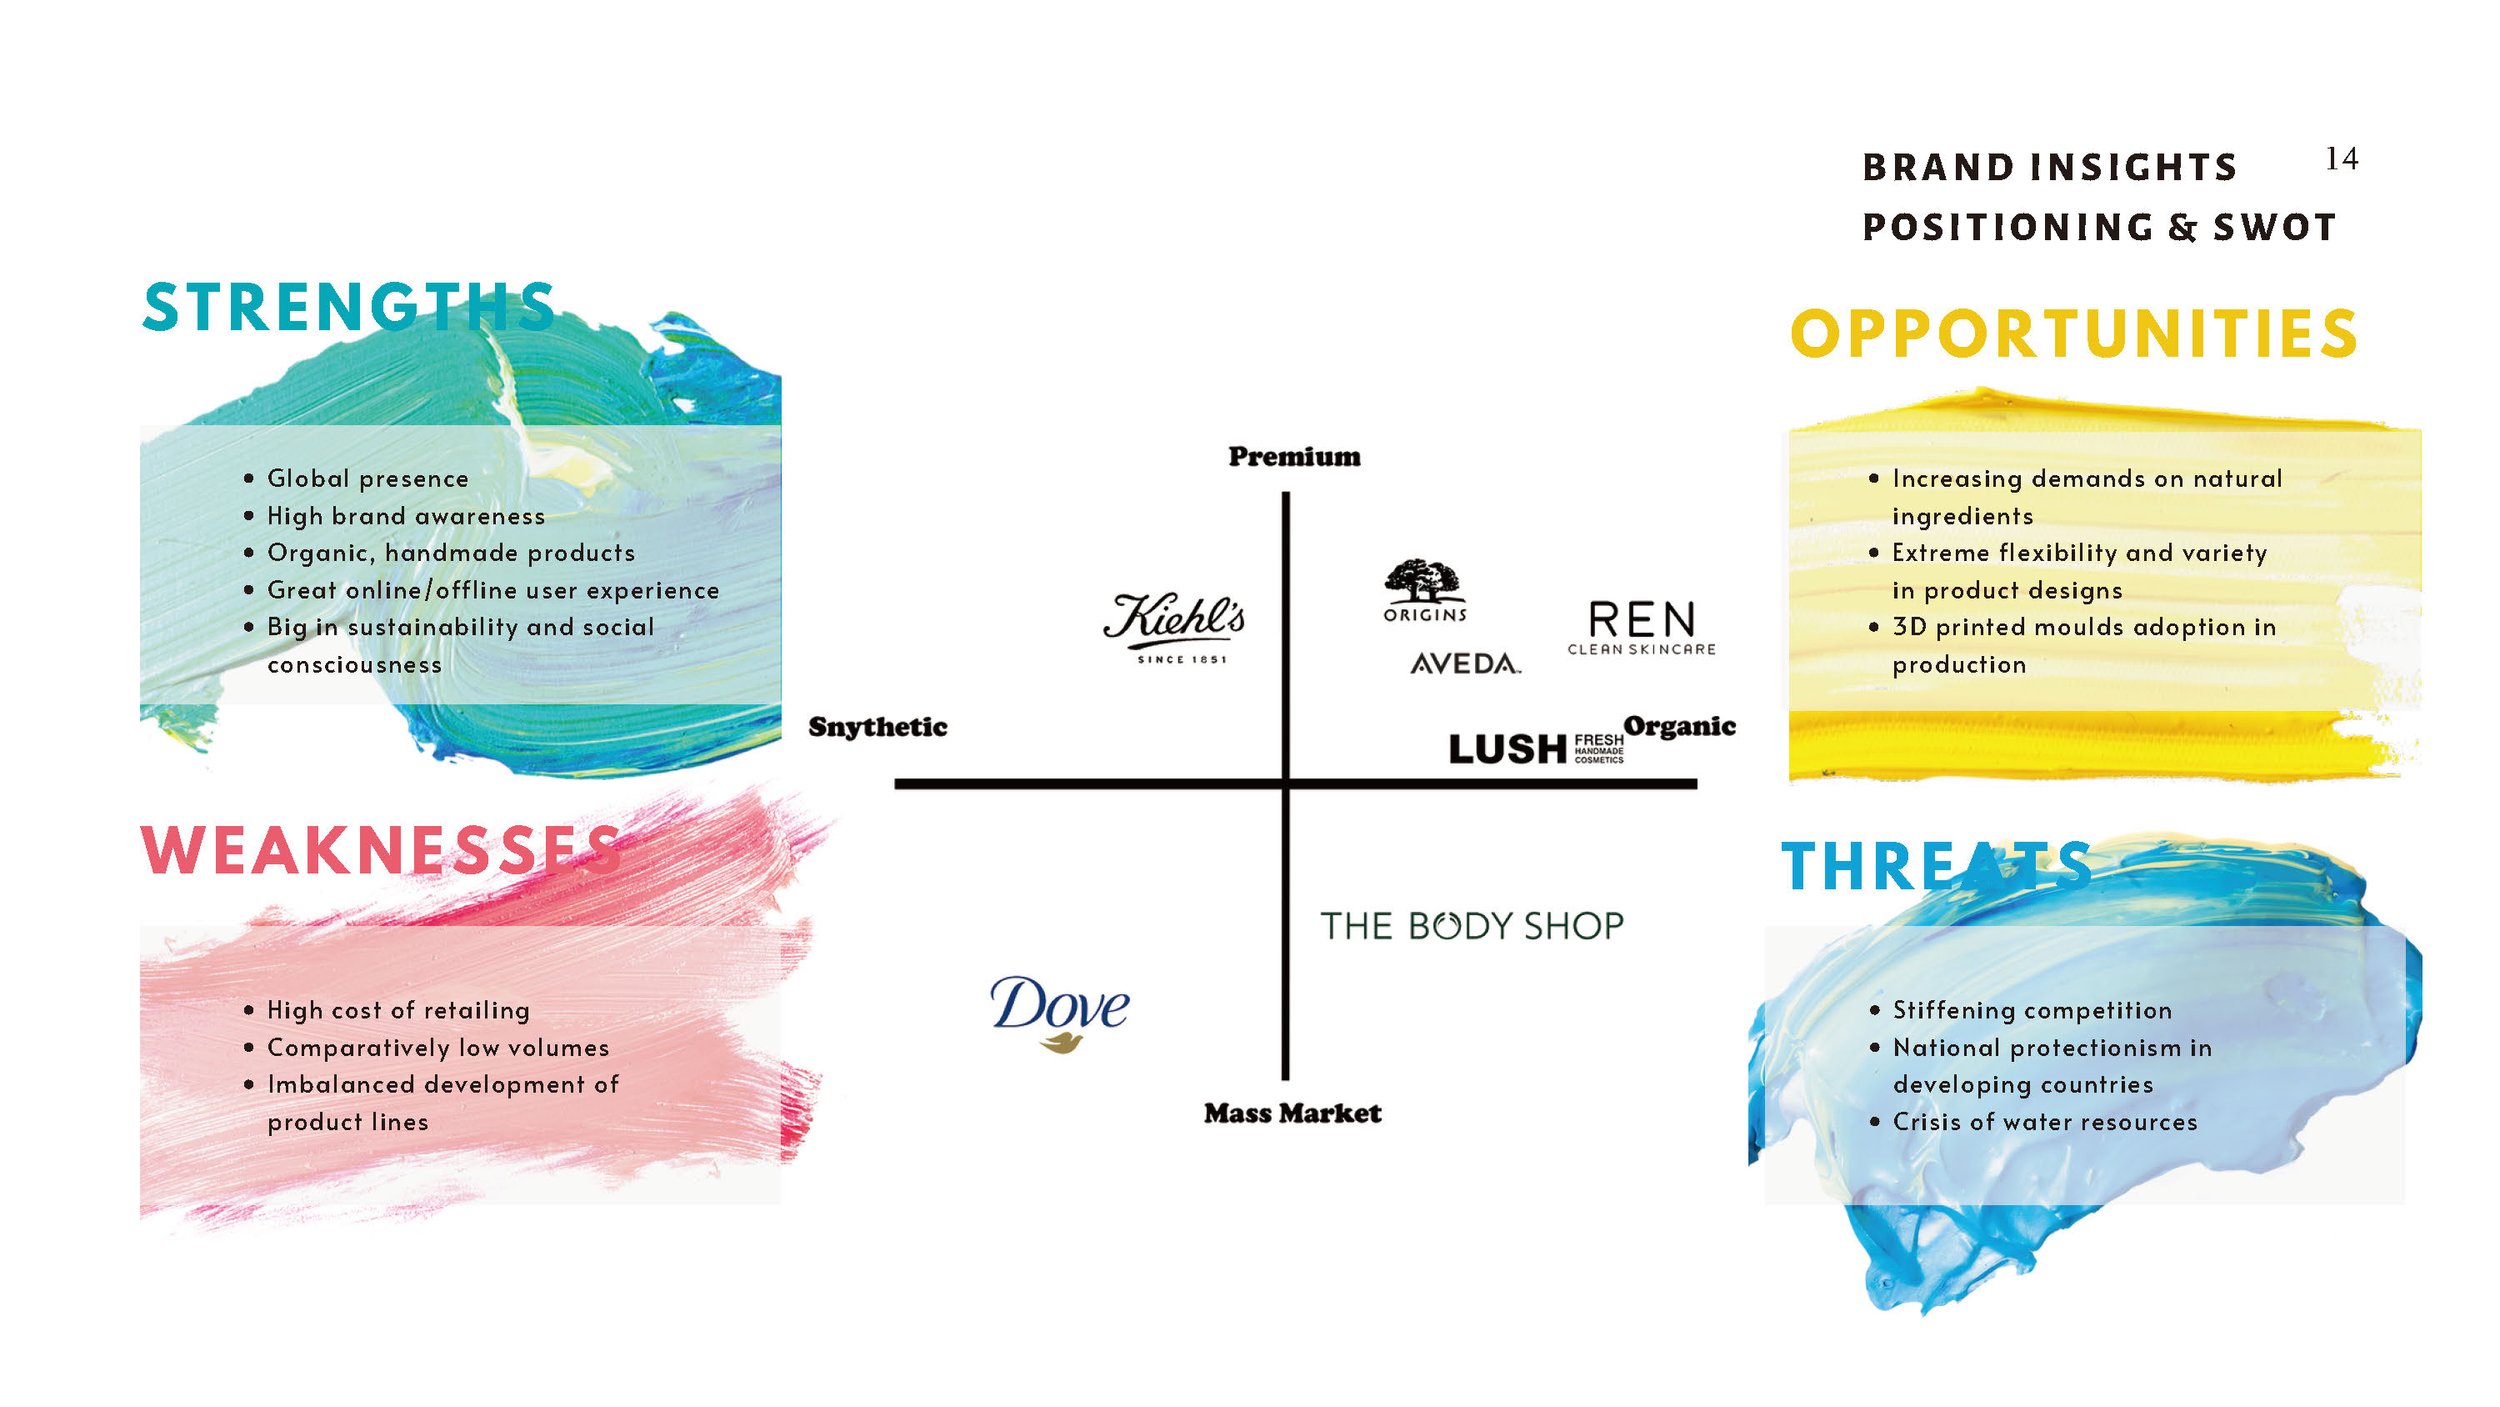 BRAND INSIGHTS
14
POSITIONING & SWOT
STRENGTHS
• Global presence
• High brand awareness
• Organic, handmade products
• Great online/offline user experience
• Big in sustainability and social
consciousness
WEAKNESSES
• High cost of retailing
• Comparatively low volumes
• Imbalanced development of
product lines
Premium
Kiehl's
SINCE 1851
ORIGINS
AVEDA
REN
CLEAN SKINCARE
Snythetic
Organic
LUSH
FRESH
HANDMADE
COSMETICS
THE BODY SHOP
Dove
Mass Market
OPPORTUNITIES
• Increasing demands on natural
ingredients
• Extreme flexibility and variety
in product designs
• 3D printed moulds adoption in
production
THREATS
• Stiffening competition
• National protectionism in
developing countries
• Crisis of water resources